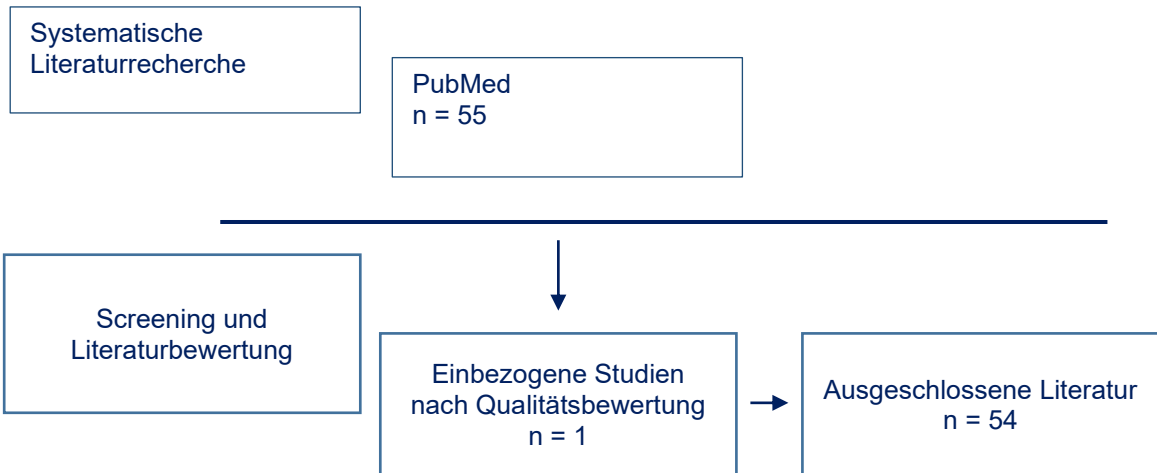 Systematische
Literaturrecherche
PubMed
n = 55
Screening und
Literaturbewertung
Einbezogene Studien
nach Qualitätsbewertung
n = 1
Ausgeschlossene Literatur
n = 54